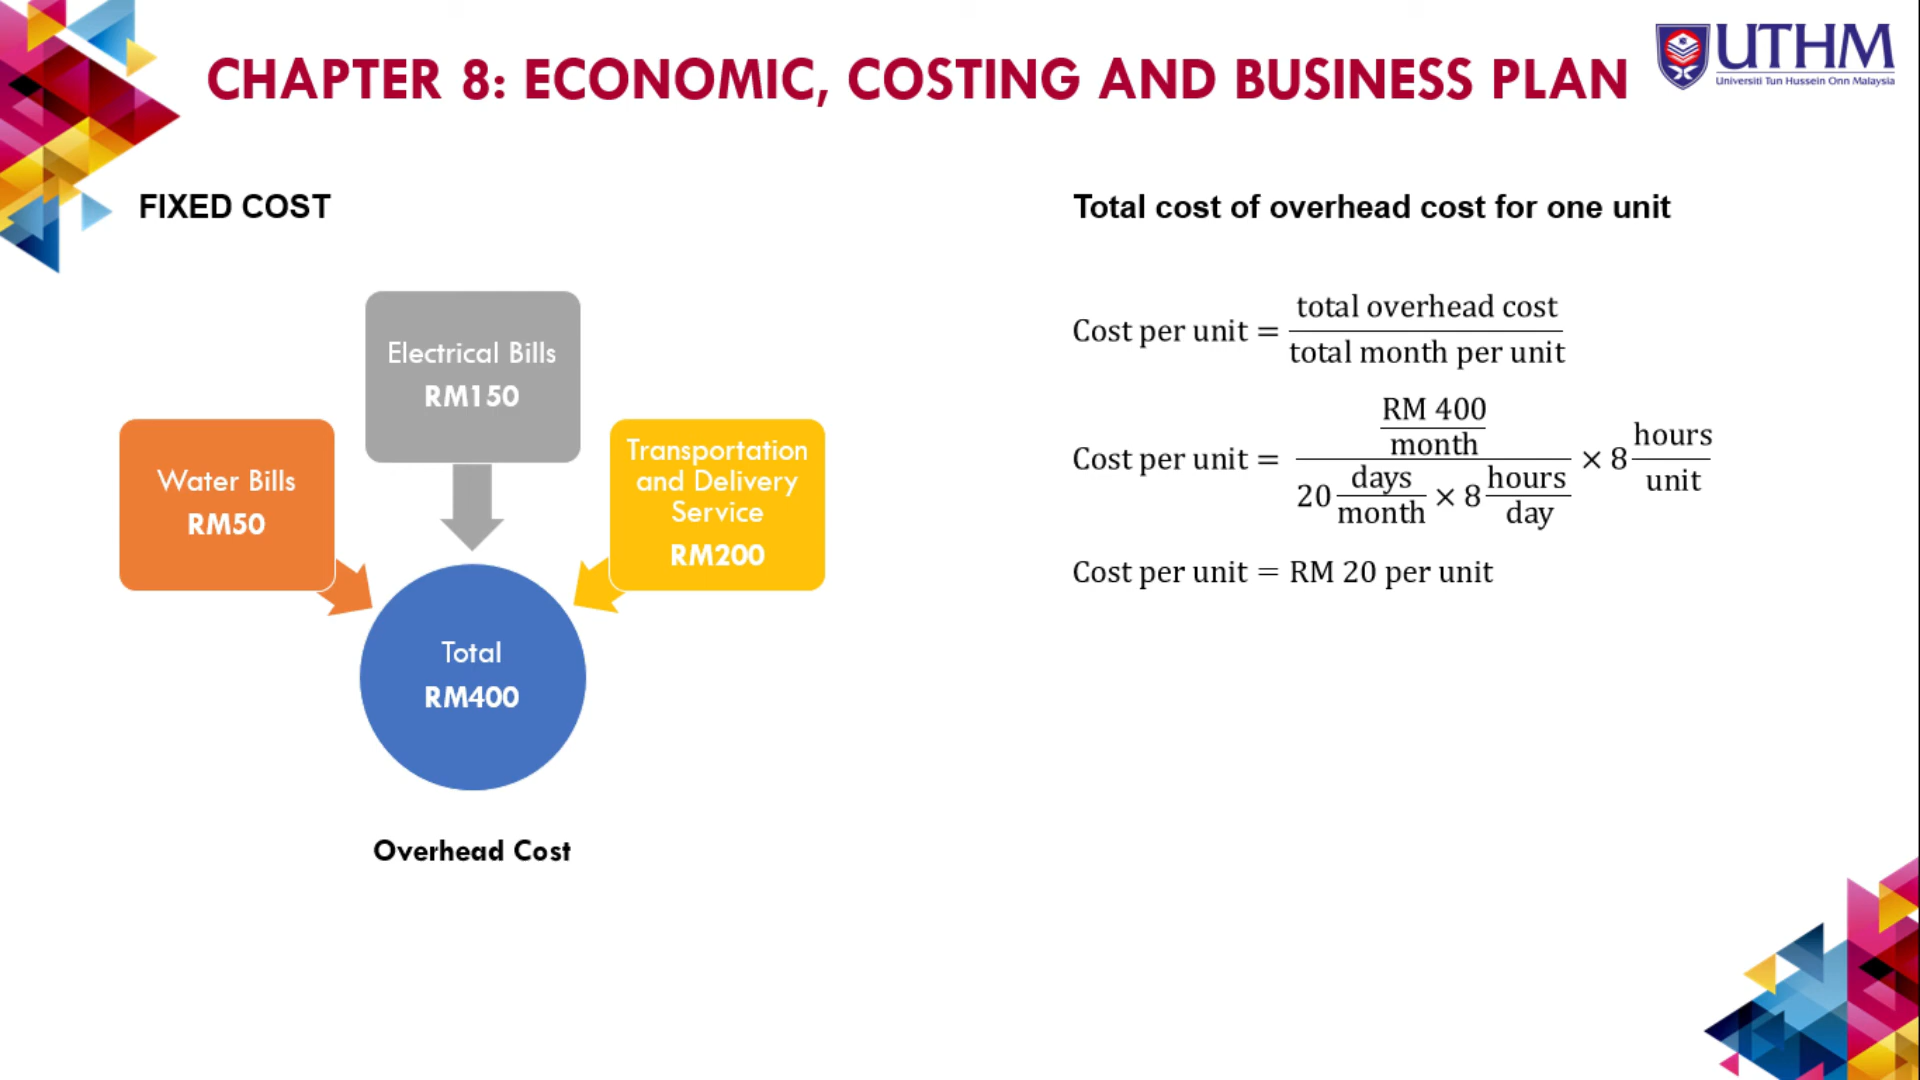 CHAPTER 8: ECONOMIC, COSTING AND BUSINESS PLAN
UTHM
Universiti Tun Hussein Onn Malaysia
FIXED COST
Electrical Bills
RM150
Water Bills
RM50
Transportation
and Delivery
Service
RM200
Total
RM400
Overhead Cost
Total cost of overhead cost for one unit
Cost per unit = total overhead cost / total month per unit
Cost per unit = (RM 400 / month) / (20 days / month × 8 hours / day) × 8 hours / unit
Cost per unit = RM 20 per unit